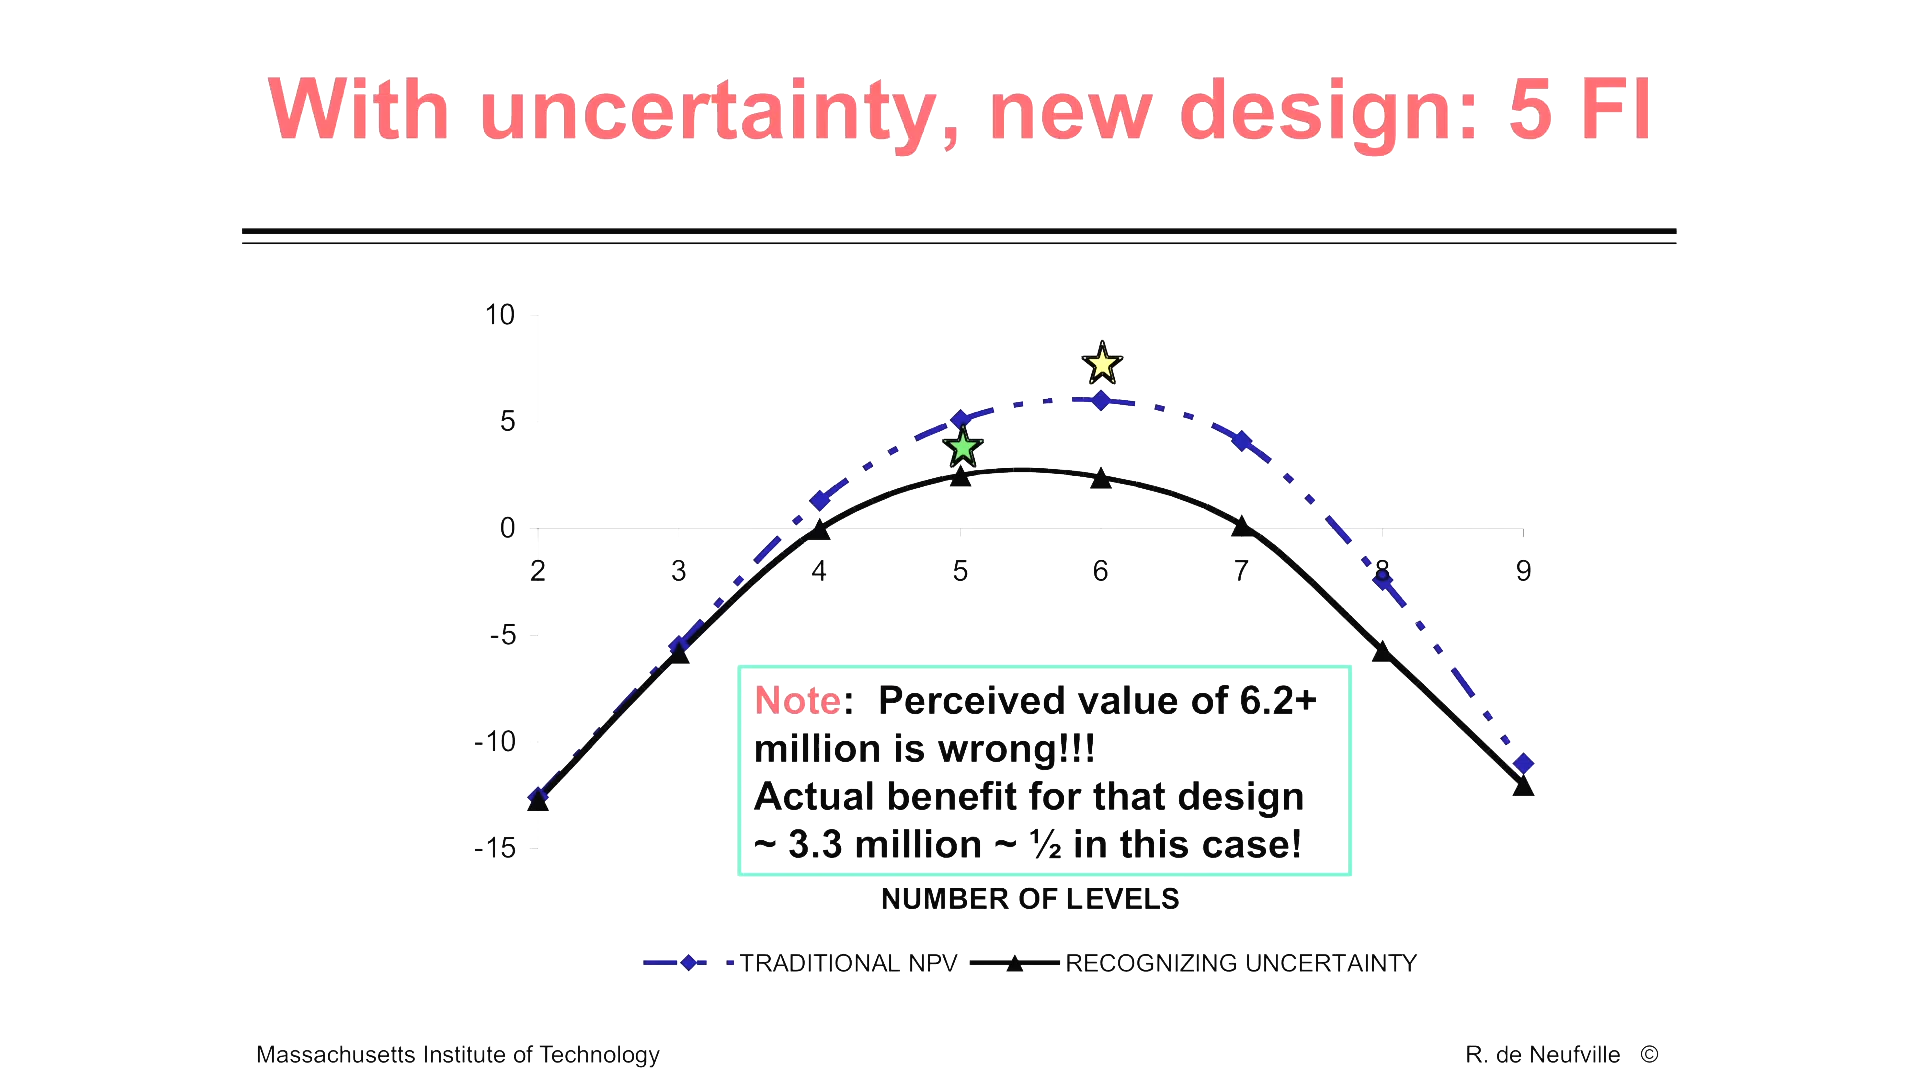 With uncertainty, new design: 5 Fl
10
5
0
2 3 4 5 6 7 8 9
-5
-10
-15
Note: Perceived value of 6.2+
million is wrong!!!
Actual benefit for that design
~ 3.3 million ~ ½ in this case!
NUMBER OF LEVELS
TRADITIONAL NPV RECOGNIZING UNCERTAINTY
Massachusetts Institute of Technology R. de Neufville ©